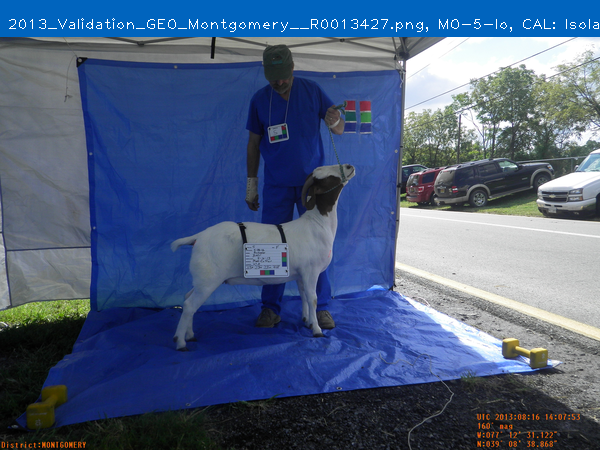 2013_Validation_GEO_Montgomery__R0013427.png, MO-5-lo, CAL: Isola
UTC 2013:08:16 14:07:53
160° mag
W:077° 12' 31.122"
N:039° 08' 38.868"
District:MONTGOMERY